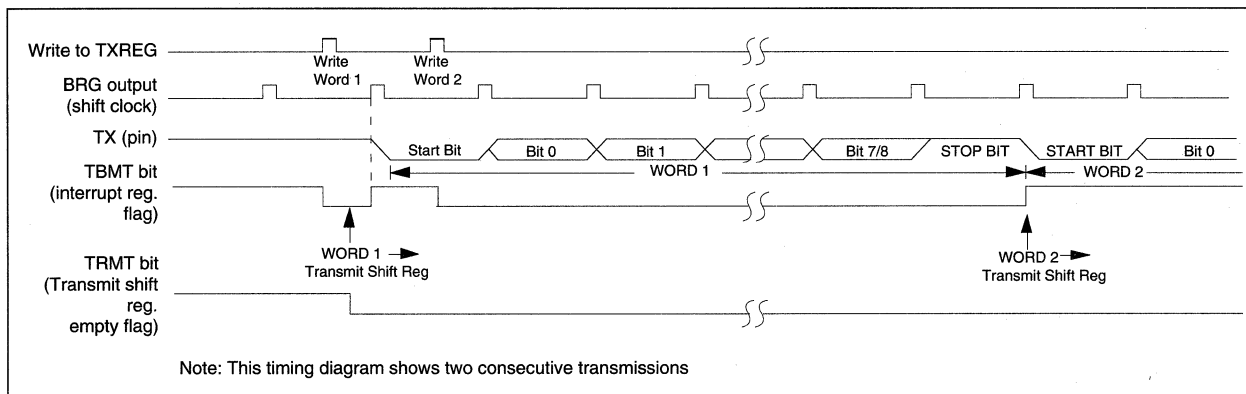 Write to TXREG
Write
Word 1
Write
Word 2
BRG output
(shift clock)
TX (pin)
Start Bit
Bit 0
Bit 1
Bit 7/8
STOP BIT
START BIT
Bit 0
TBMT bit
(interrupt reg.
flag)
WORD 1
WORD 2
WORD 1
Transmit Shift Reg
WORD 2
Transmit Shift Reg
TRMT bit
(Transmit shift
reg.
empty flag)
Note: This timing diagram shows two consecutive transmissions